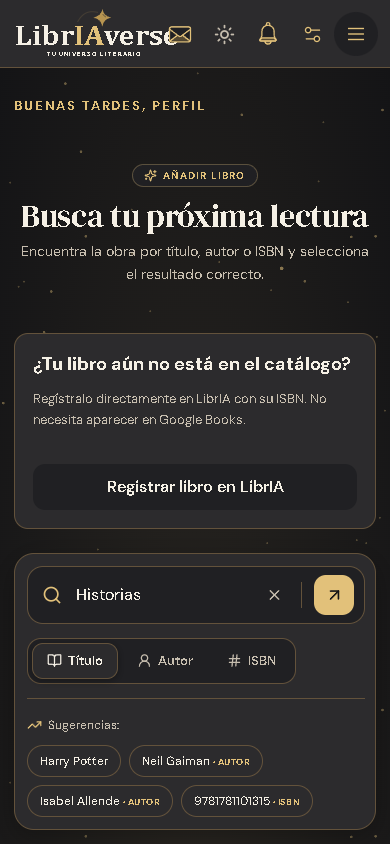 LibrIAverso
TU UNIVERSO LITERARIO
BUENAS TARDES, PERFIL
AÑADIR LIBRO
Busca tu próxima lectura
Encuentra la obra por título, autor o ISBN y selecciona
el resultado correcto.
¿Tu libro aún no está en el catálogo?
Regístralo directamente en LibrIA con su ISBN. No
necesita aparecer en Google Books.
Registrar libro en LibrIA
Historias
Título
Autor
ISBN
Sugerencias:
Harry Potter
Neil Gaiman · AUTOR
Isabel Allende · AUTOR
9781781101315 · ISBN